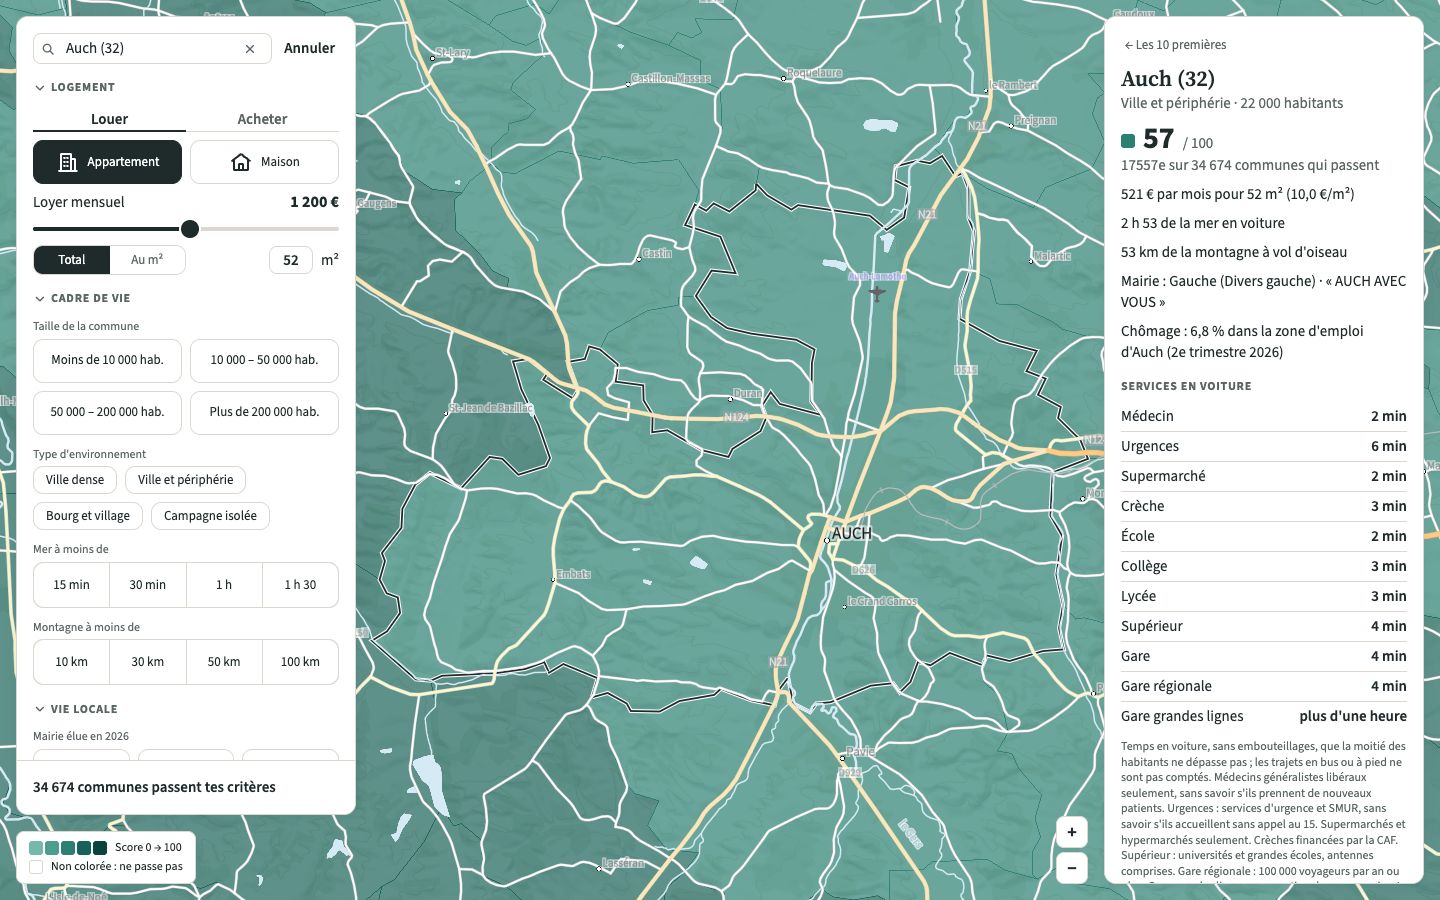 Auch (32)
Annuler
LOGEMENT
Louer
Acheter
Appartement
Maison
Loyer mensuel
1 200 €
Total
Au m²
52
m²
CADRE DE VIE
Taille de la commune
Moins de 10 000 hab.
10 000 – 50 000 hab.
50 000 – 200 000 hab.
Plus de 200 000 hab.
Type d'environnement
Ville dense
Ville et périphérie
Bourg et village
Campagne isolée
Mer à moins de
15 min
30 min
1 h
1 h 30
Montagne à moins de
10 km
30 km
50 km
100 km
VIE LOCALE
Mairie élue en 2026
34 674 communes passent tes critères
Score 0 → 100
Non colorée : ne passe pas
St-Lary
Castillon-Massas
Roquelaure
le Rambert
Preignan
N21
N21
Castin
Malartic
Auch-Lamothe
D515
Duran
N124
St-Jean de Bazillac
AUCH
Embats
D626
le Grand Garros
N21
Pavie
D929
le Gers
Lasséran
+
−
← Les 10 premières
Auch (32)
Ville et périphérie · 22 000 habitants
57 / 100
17557e sur 34 674 communes qui passent
521 € par mois pour 52 m² (10,0 €/m²)
2 h 53 de la mer en voiture
53 km de la montagne à vol d'oiseau
Mairie : Gauche (Divers gauche) · « AUCH AVEC
VOUS »
Chômage : 6,8 % dans la zone d'emploi
d'Auch (2e trimestre 2026)
SERVICES EN VOITURE
Médecin 2 min
Urgences 6 min
Supermarché 2 min
Crèche 3 min
École 2 min
Collège 3 min
Lycée 3 min
Supérieur 4 min
Gare 4 min
Gare régionale 4 min
Gare grandes lignes plus d'une heure
Temps en voiture, sans embouteillages, que la moitié des
habitants ne dépasse pas ; les trajets en bus ou à pied ne
sont pas comptés. Médecins généralistes libéraux
seulement, sans savoir s'ils prennent de nouveaux
patients. Urgences : services d'urgence et SMUR, sans
savoir s'ils accueillent sans appel au 15. Supermarchés et
hypermarchés seulement. Crèches financées par la CAF.
Supérieur : universités et grandes écoles, antennes
comprises. Gare régionale : 100 000 voyageurs par an ou